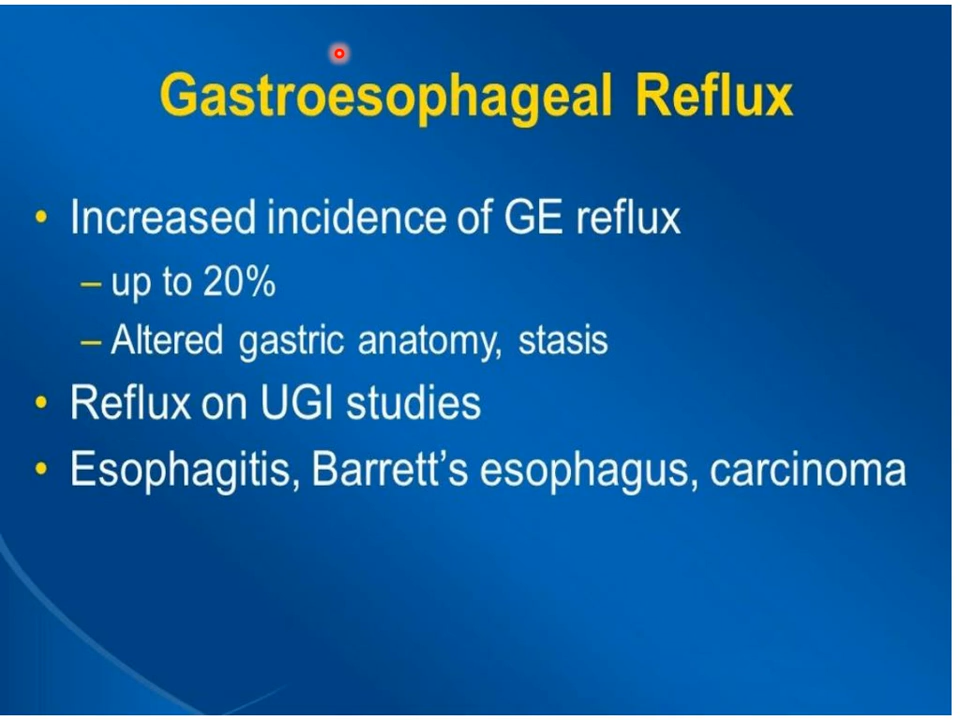 Gastroesophageal Reflux
• Increased incidence of GE reflux
– up to 20%
– Altered gastric anatomy, stasis
• Reflux on UGI studies
• Esophagitis, Barrett’s esophagus, carcinoma